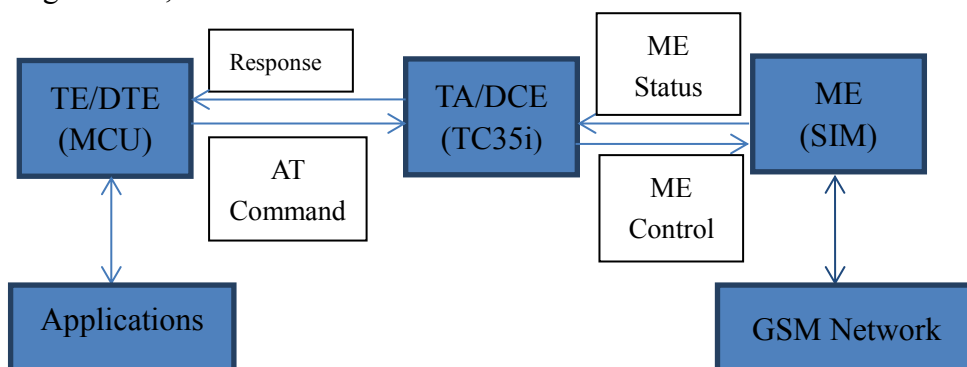 Response
TE/DTE
(MCU)
TA/DCE
(TC35i)
ME
Status
ME
(SIM)
AT
Command
ME
Control
Applications
GSM Network